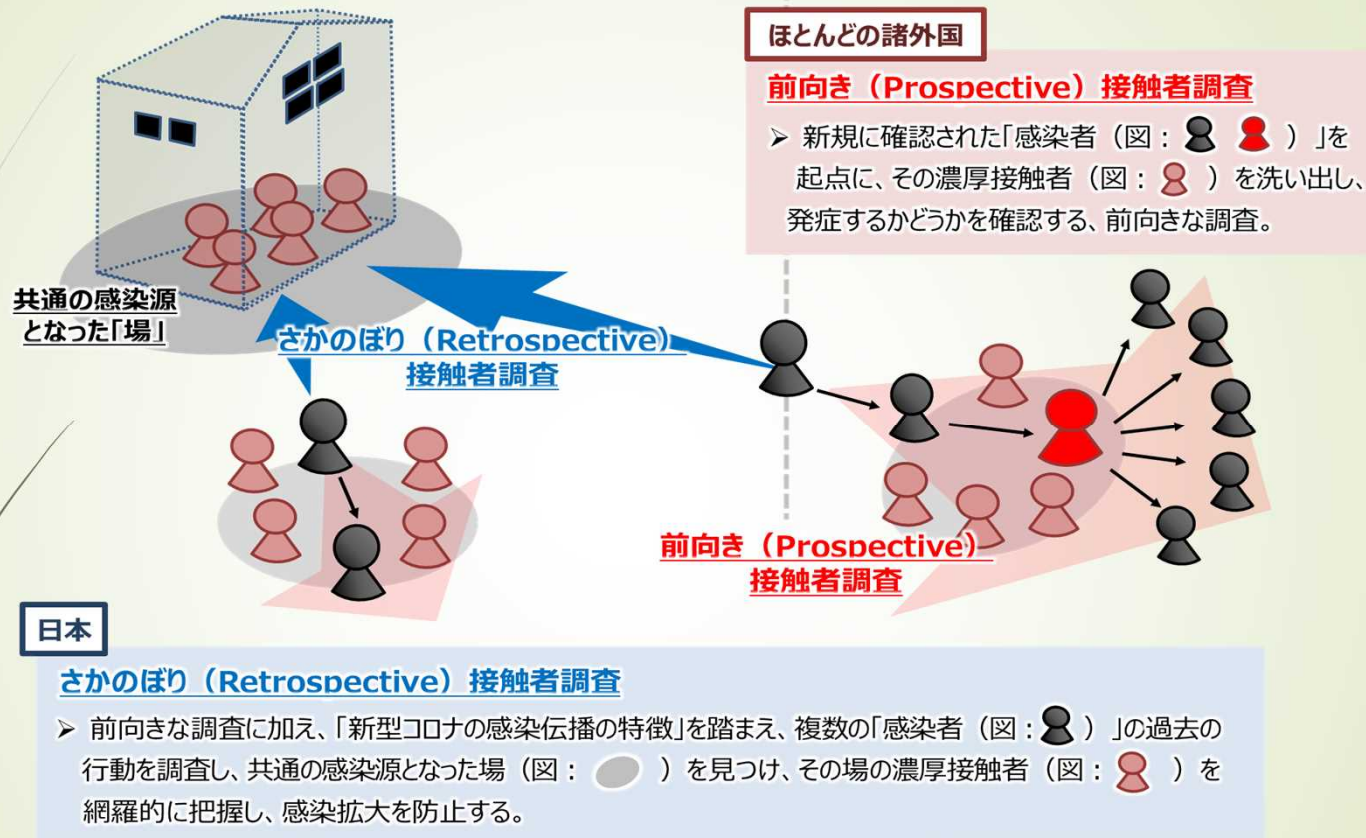 ほとんどの諸外国
前向き（Prospective）接触者調査
➢ 新規に確認された「感染者（図： ）」を
起点に、その濃厚接触者（図： ）を洗い出し、
発症するかどうかを確認する、前向きな調査。
共通の感染源
となった「場」
さかのぼり（Retrospective）
接触者調査
前向き（Prospective）
接触者調査
日本
さかのぼり（Retrospective）接触者調査
➢ 前向きな調査に加え、「新型コロナの感染伝播の特徴」を踏まえ、複数の「感染者（図： ）」の過去の
行動を調査し、共通の感染源となった場（図： ）を見つけ、その場の濃厚接触者（図： ）を
網羅的に把握し、感染拡大を防止する。